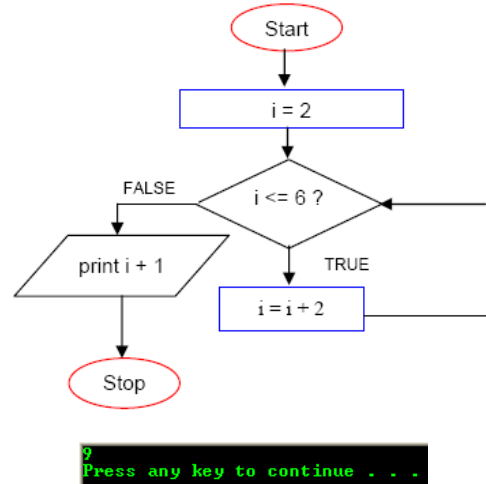 Start
i = 2
i <= 6 ?
FALSE
TRUE
print i + 1
i = i + 2
Stop
9
Press any key to continue . . .